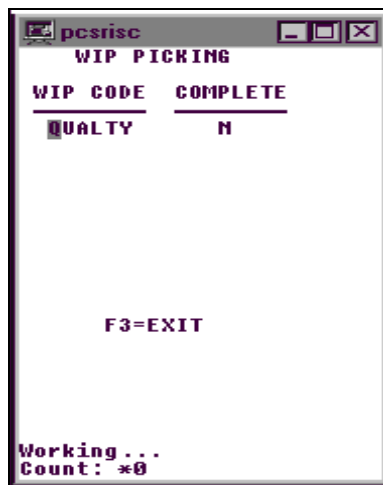 pcsrisc
WIP PICKING
WIP CODE COMPLETE
QUALTY N
F3=EXIT
Working...
Count: *0